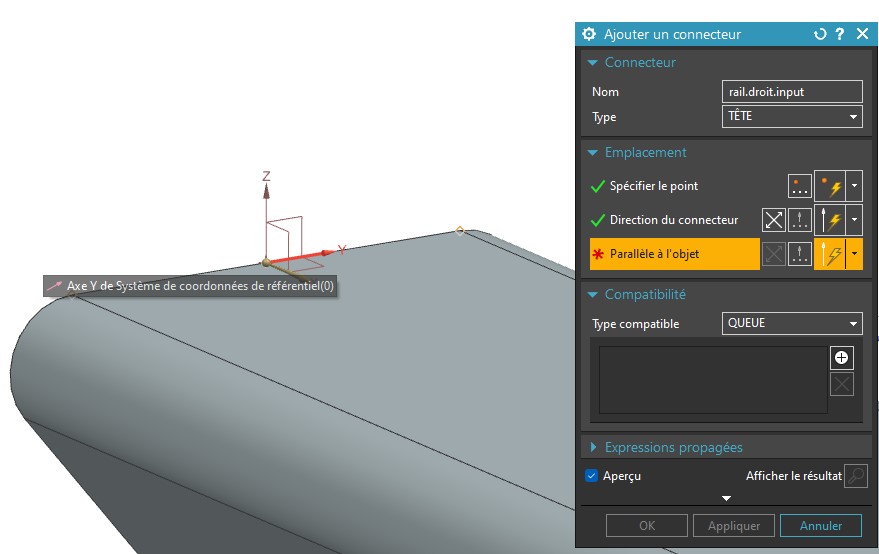 Ajouter un connecteur
Connecteur
Nom rail.droit.input
Type TÊTE
Emplacement
Spécifier le point
Direction du connecteur
Parallèle à l'objet
Compatibilité
Type compatible QUEUE
Expressions propagées
Aperçu Afficher le résultat
OK Appliquer Annuler
Z
Y
Axe Y de Système de coordonnées de référentiel(0)